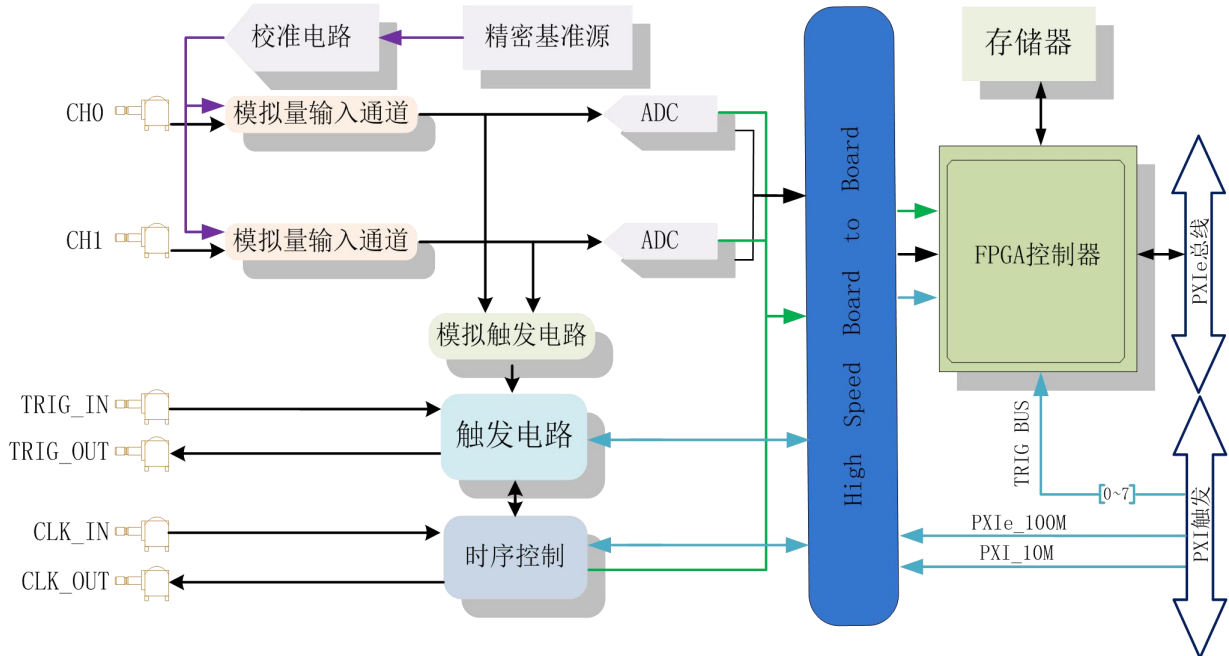 校准电路
精密基准源
存储器
CH0
模拟量输入通道
ADC
CH1
模拟量输入通道
ADC
High Speed Board to Board
FPGA控制器
PXIe总线
模拟触发电路
TRIG_IN
TRIG_OUT
触发电路
TRIG BUS
[0~7]
PXI触发
CLK_IN
CLK_OUT
时序控制
PXIe_100M
PXI_10M